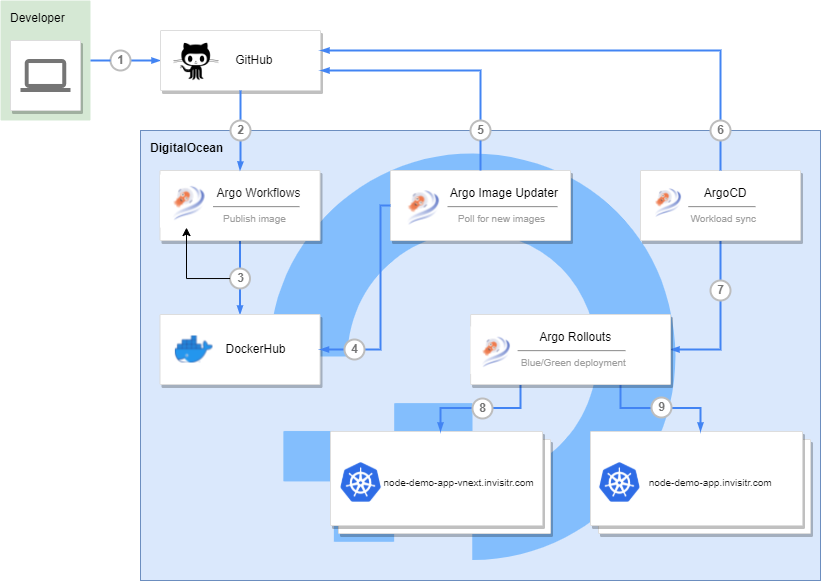 Developer
1
GitHub
2
5
6
DigitalOcean
Argo Workflows
Publish image
Argo Image Updater
Poll for new images
ArgoCD
Workload sync
3
7
DockerHub
4
Argo Rollouts
Blue/Green deployment
8
9
node-demo-app-vnext.invisitr.com
node-demo-app.invisitr.com